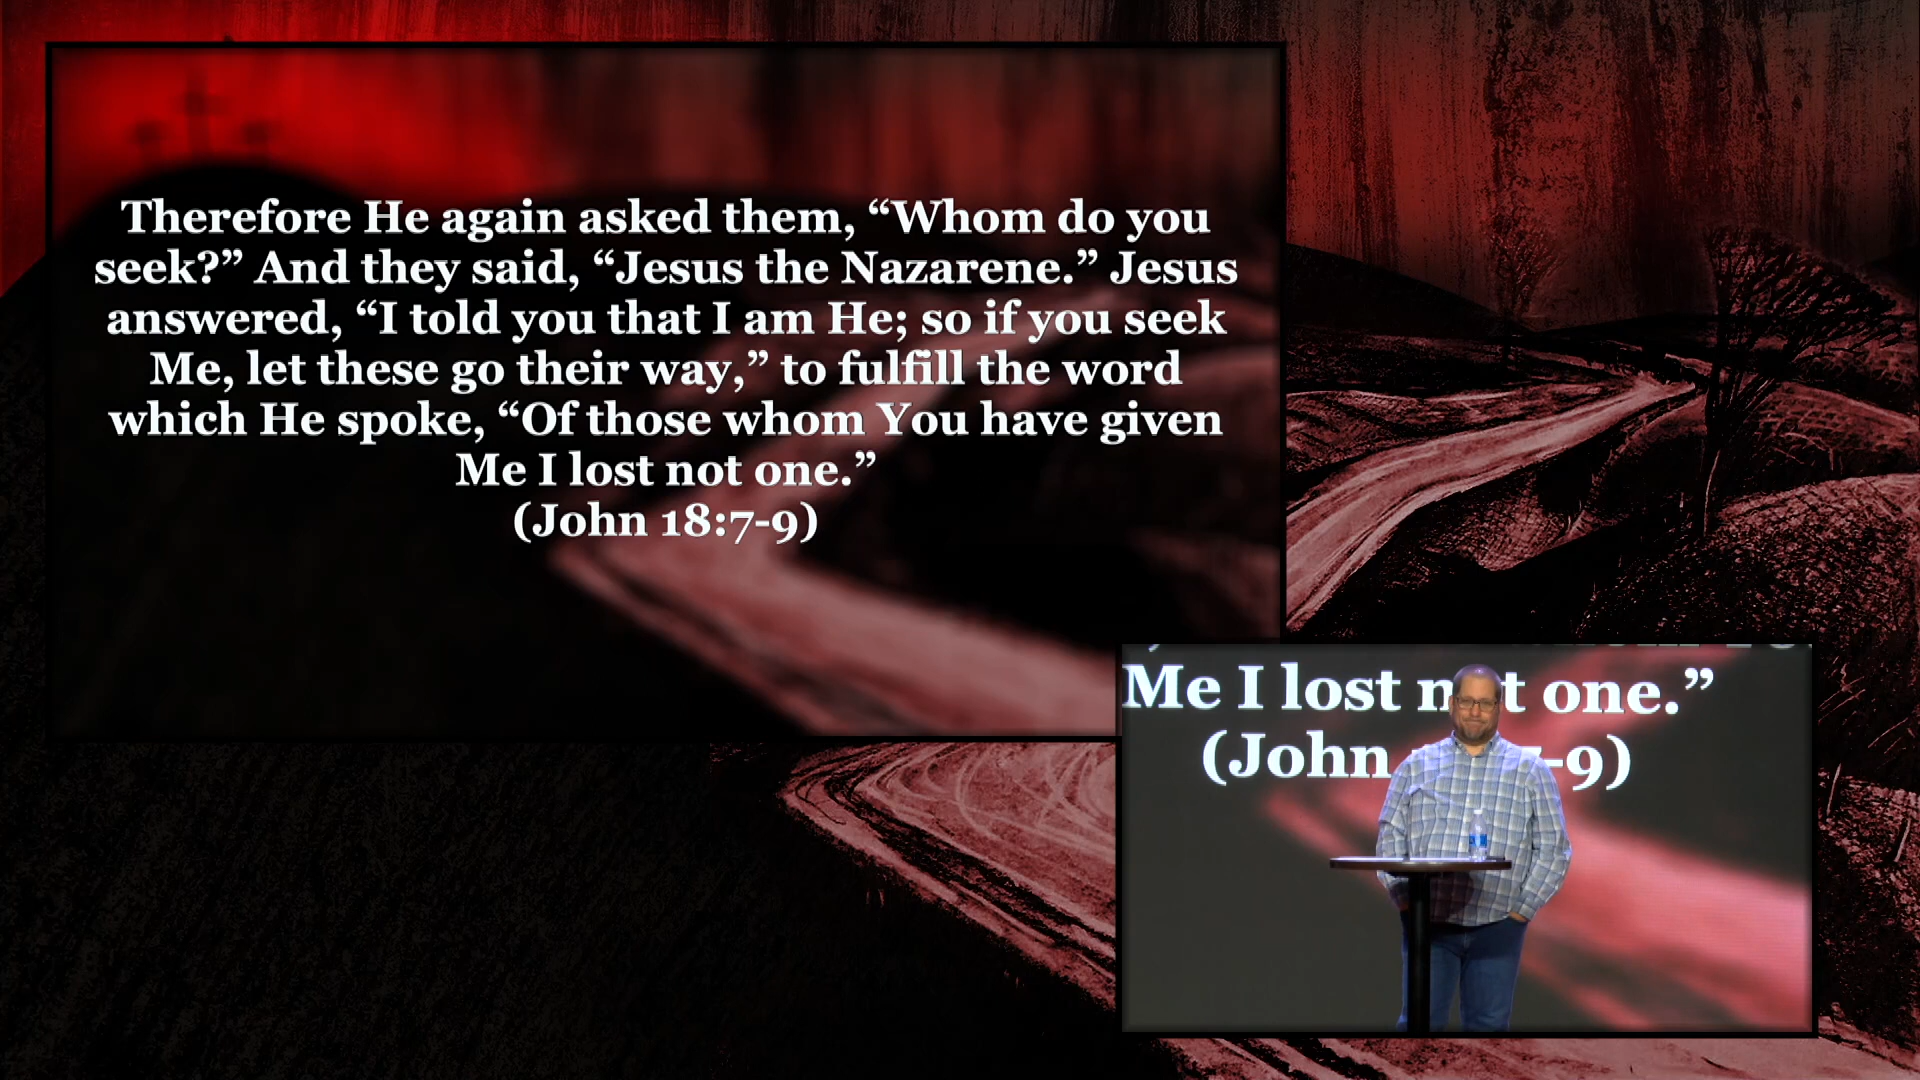 Therefore He again asked them, “Whom do you
seek?” And they said, “Jesus the Nazarene.” Jesus
answered, “I told you that I am He; so if you seek
Me, let these go their way,” to fulfill the word
which He spoke, “Of those whom You have given
Me I lost not one.”
(John 18:7-9)
Me I lost not one.”
(John -9)